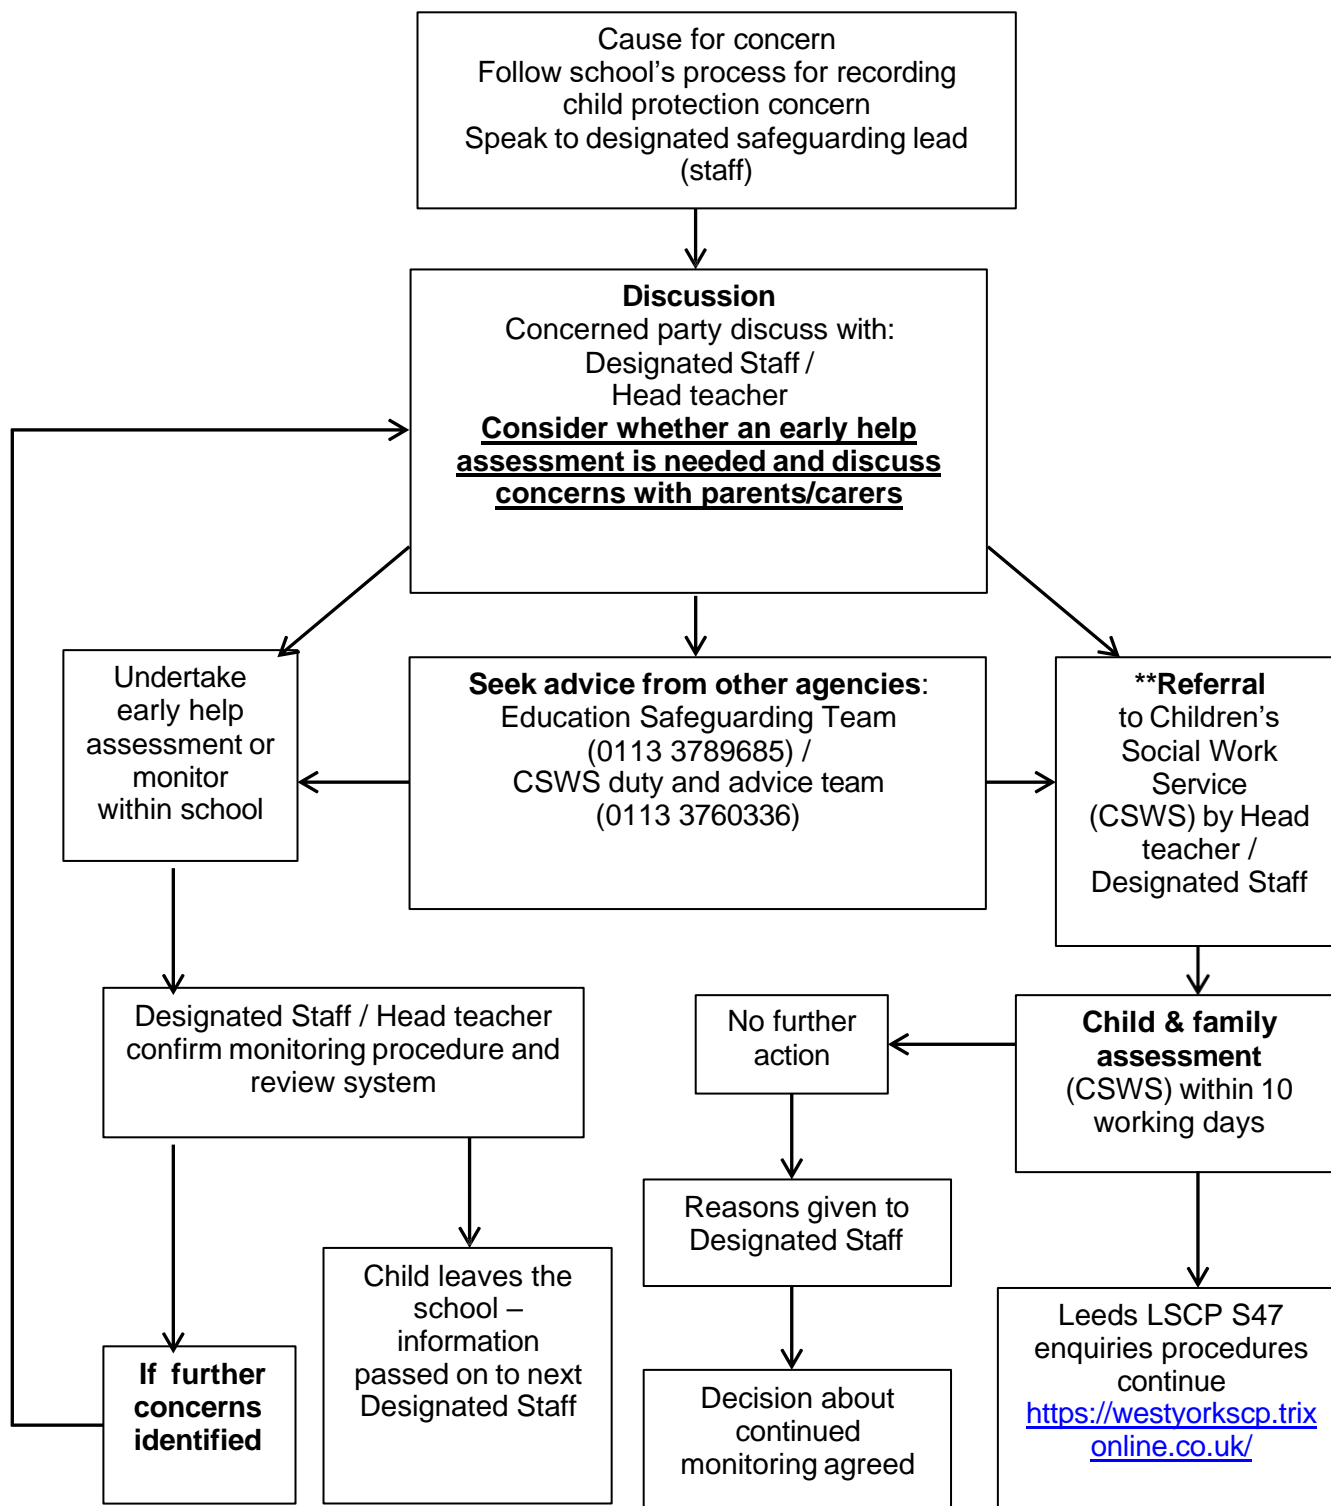 Cause for concern
Follow school’s process for recording
child protection concern
Speak to designated safeguarding lead
(staff)
Discussion
Concerned party discuss with:
Designated Staff /
Head teacher
Consider whether an early help
assessment is needed and discuss
concerns with parents/carers
Undertake
early help
assessment or
monitor
within school
Seek advice from other agencies:
Education Safeguarding Team
(0113 3789685) /
CSWS duty and advice team
(0113 3760336)
**Referral
to Children’s
Social Work
Service
(CSWS) by Head
teacher /
Designated Staff
Designated Staff / Head teacher
confirm monitoring procedure and
review system
No further
action
Child & family
assessment
(CSWS) within 10
working days
Reasons given to
Designated Staff
If further
concerns
identified
Child leaves the
school –
information
passed on to next
Designated Staff
Decision about
continued
monitoring agreed
Leeds LSCP S47
enquiries procedures
continue
https://westyorkscp.trix
online.co.uk/